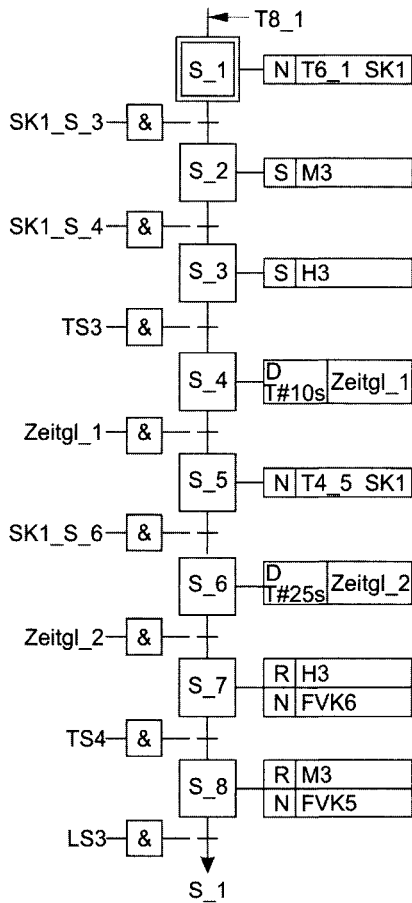 T8_1
S_1 N T6_1 SK1
SK1_S_3 &
S_2 S M3
SK1_S_4 &
S_3 S H3
TS3 &
S_4 D T#10s Zeitgl_1
Zeitgl_1 &
S_5 N T4_5 SK1
SK1_S_6 &
S_6 D T#25s Zeitgl_2
Zeitgl_2 &
S_7 R H3
N FVK6
TS4 &
S_8 R M3
N FVK5
LS3 &
S_1